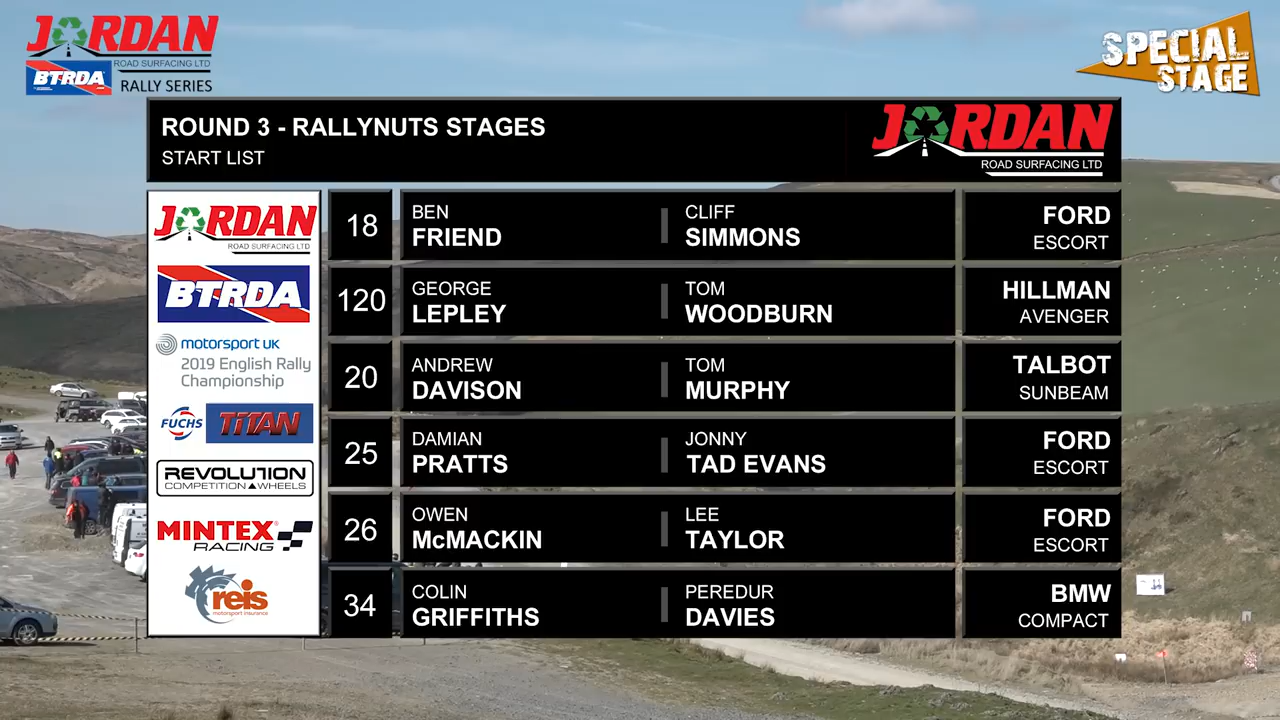 JORDAN
ROAD SURFACING LTD
BTRDA
RALLY SERIES
SPECIAL
STAGE
ROUND 3 - RALLYNUTS STAGES
START LIST
JORDAN
ROAD SURFACING LTD
JORDAN
ROAD SURFACING LTD
BTRDA
motorsport UK
2019 English Rally
Championship
FUCHS TITAN
REVOLUTION
COMPETITION WHEELS
MINTEX
RACING
reis
motorsport insurance
18 BEN FRIEND CLIFF SIMMONS FORD ESCORT
120 GEORGE LEPLEY TOM WOODBURN HILLMAN AVENGER
20 ANDREW DAVISON TOM MURPHY TALBOT SUNBEAM
25 DAMIAN PRATTS JONNY TAD EVANS FORD ESCORT
26 OWEN McMACKIN LEE TAYLOR FORD ESCORT
34 COLIN GRIFFITHS PEREDUR DAVIES BMW COMPACT